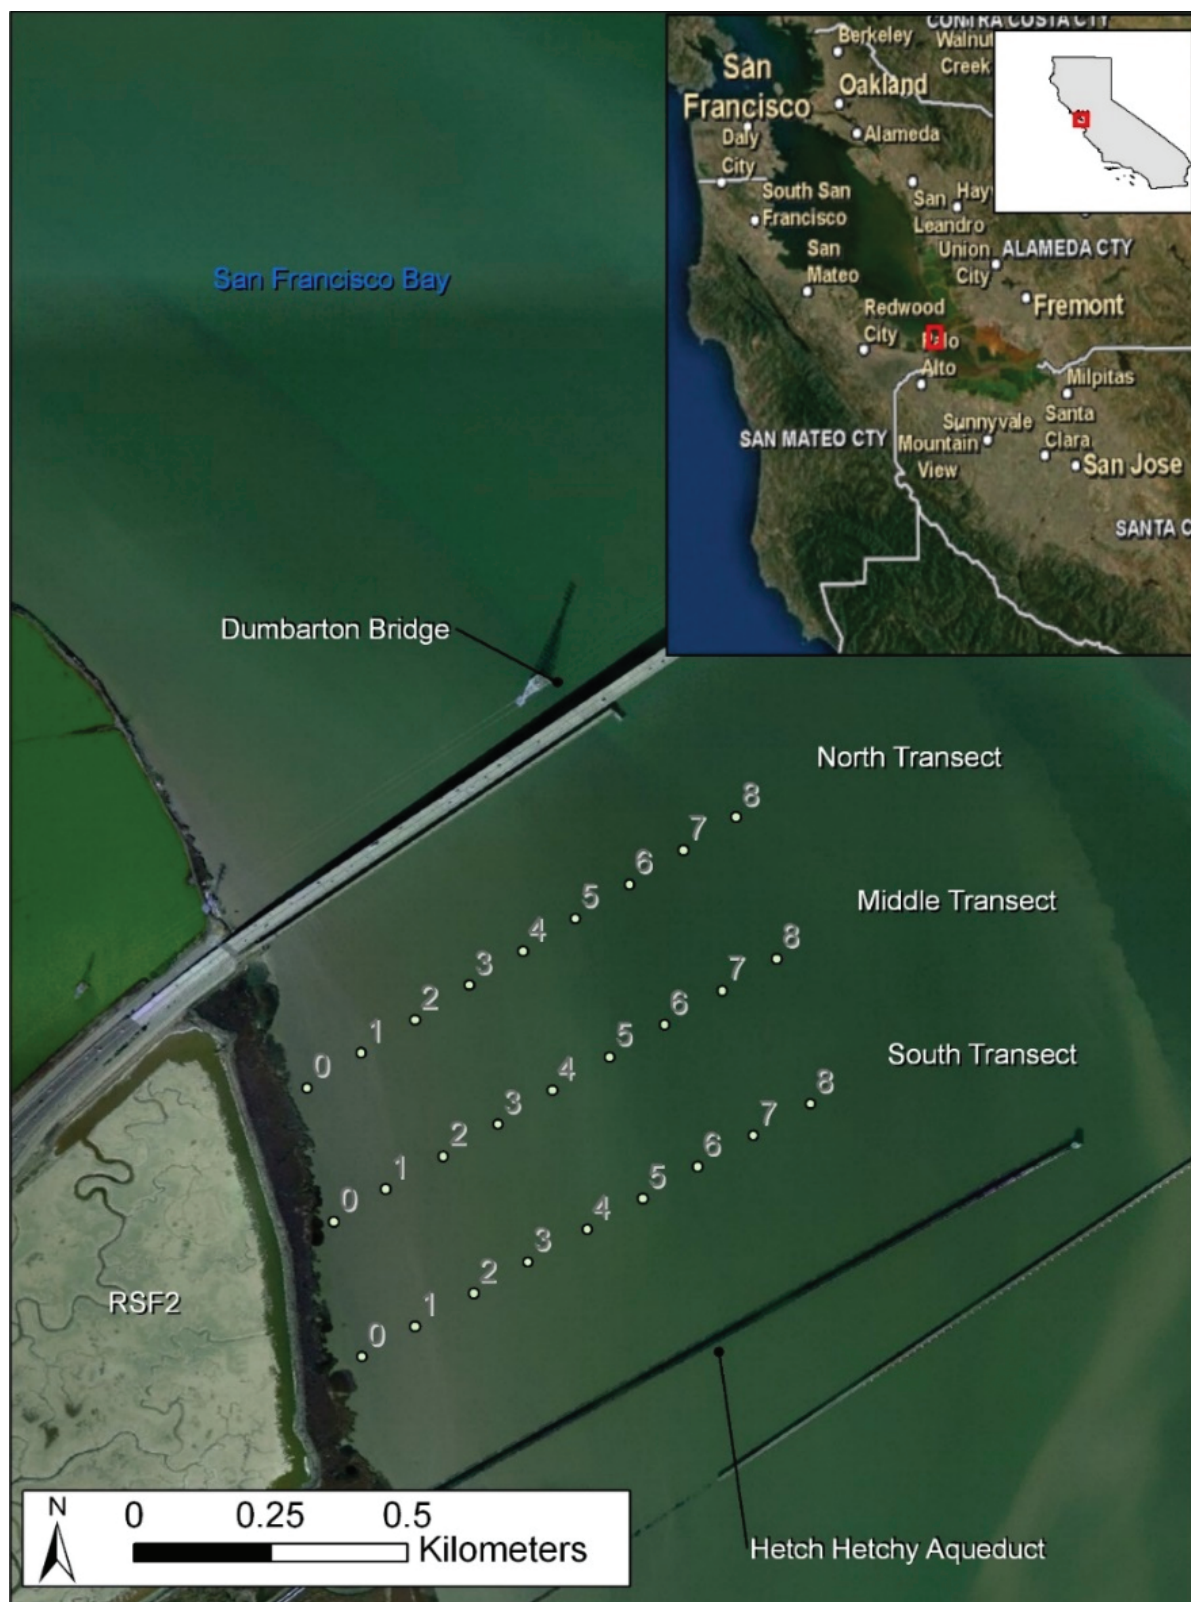 CONTRA COSTA CTY
Berkeley
Walnut
Creek
San
Francisco
Oakland
Daly
City
Alameda
South San
Francisco
San
Leandro
Hay
San
Mateo
Union
City
ALAMEDA CTY
Redwood
City
Fremont
Alto
Milpitas
SAN MATEO CTY
Sunnyvale
Mountain
View
Santa
Clara
San Jose
SANTA C
San Francisco Bay
Dumbarton Bridge
North Transect
0 1 2 3 4 5 6 7 8
Middle Transect
0 1 2 3 4 5 6 7 8
South Transect
0 1 2 3 4 5 6 7 8
RSF2
Hetch Hetchy Aqueduct
N
0 0.25 0.5
Kilometers